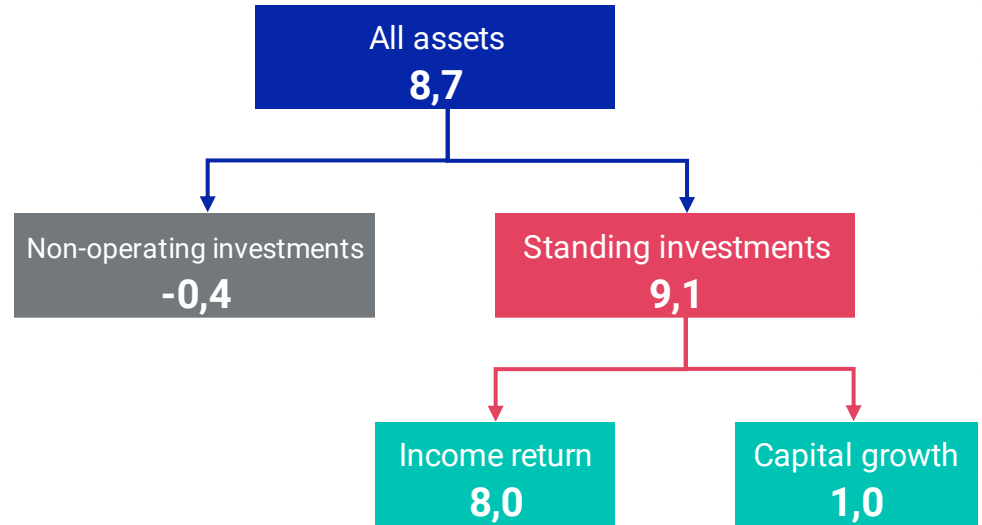 All assets
8,7
Non-operating investments
-0,4
Standing investments
9,1
Income return
8,0
Capital growth
1,0